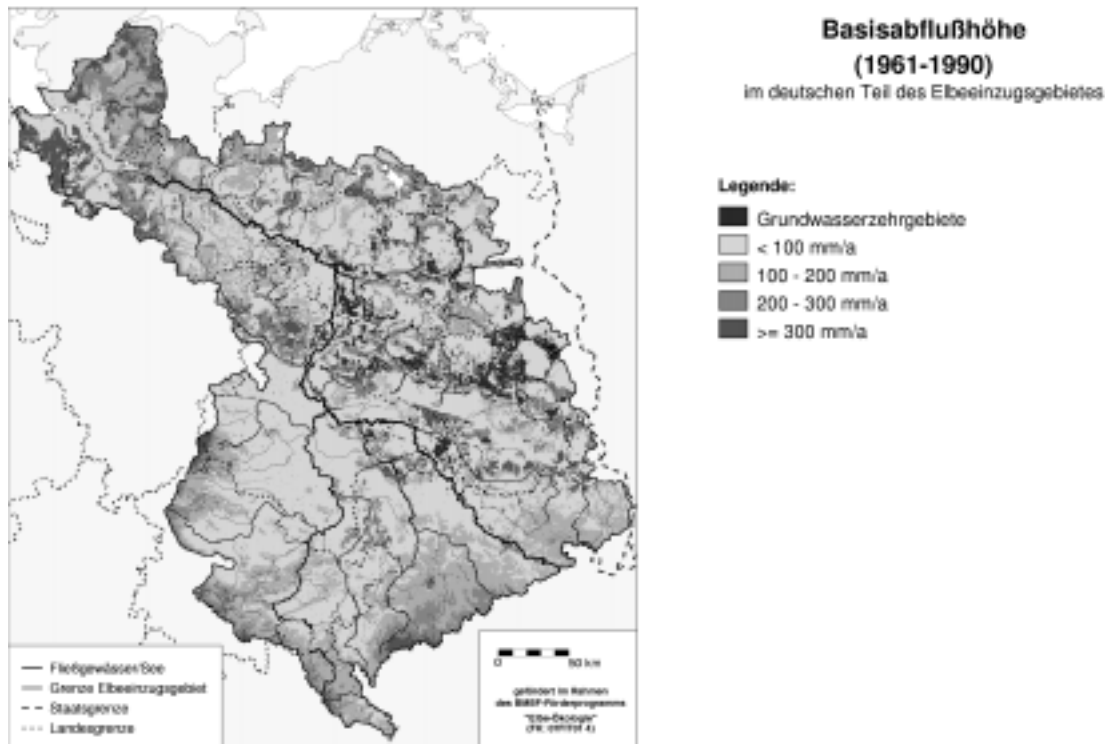 Basisabflußhöhe
(1961-1990)
im deutschen Teil des Elbeeinzugsgebietes
Legende:
Grundwasserzehrgebiete
< 100 mm/a
100 - 200 mm/a
200 - 300 mm/a
>= 300 mm/a
Fließgewässer/See
Grenze Elbeeinzugsgebiet
Staatsgrenze
Landesgrenze
0 50 km
gefördert im Rahmen
des BMBF-Förderprogramms
"Elbe-Ökologie"